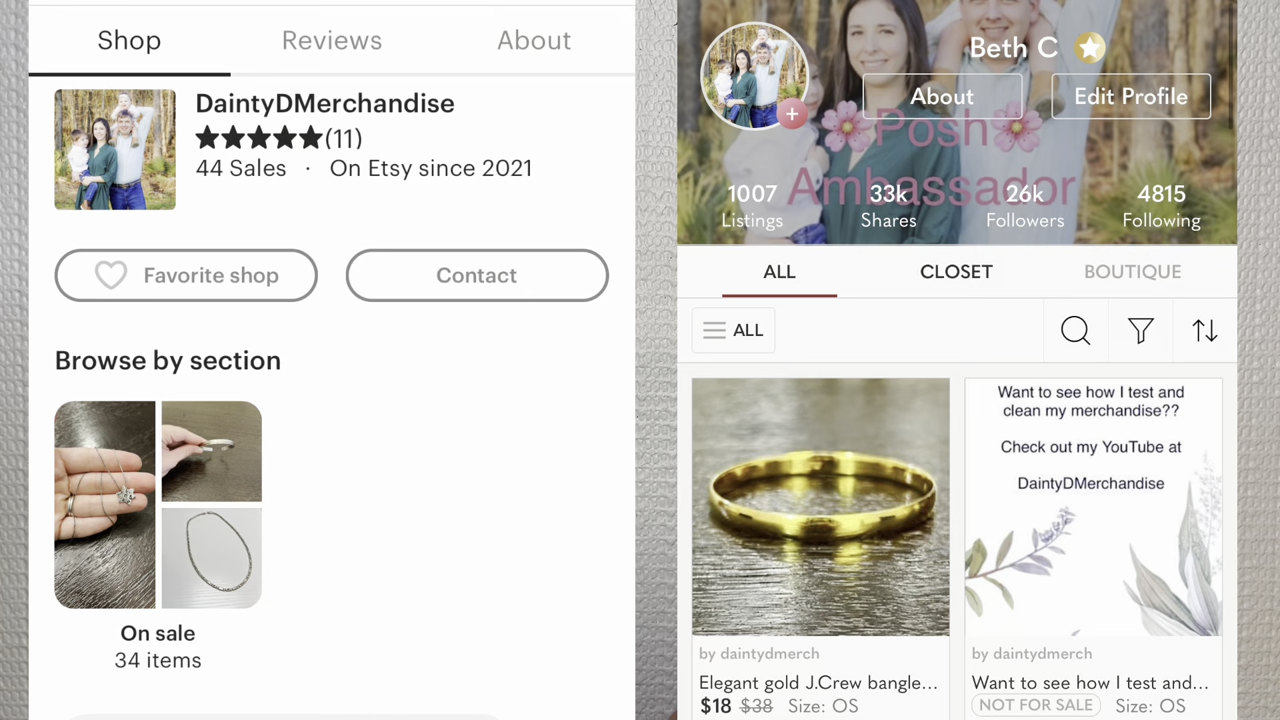 Shop
Reviews
About
DaintyDMerchandise
★★★★★(11)
44 Sales · On Etsy since 2021
Favorite shop
Contact
Browse by section
On sale
34 items
Beth C
About
Edit Profile
🌸Posh🌸
Ambassador
1007
Listings
33k
Shares
26k
Followers
4815
Following
ALL
CLOSET
BOUTIQUE
ALL
by daintydmerch
Elegant gold J.Crew bangle...
$18 $38 Size: OS
Want to see how I test and
clean my merchandise??
Check out my YouTube at
DaintyDMerchandise
by daintydmerch
Want to see how I test and...
NOT FOR SALE Size: OS